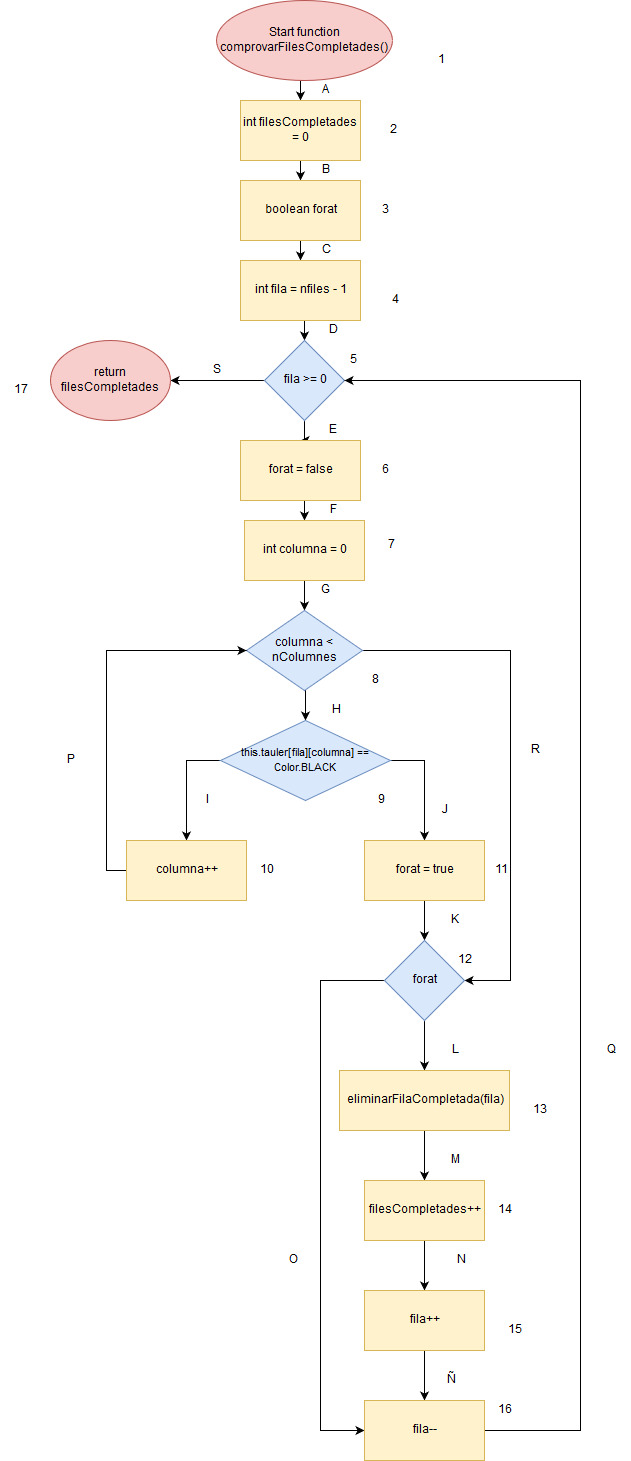 Start function
comprovarFilesCompletades()
1
A
int filesCompletades
= 0
2
B
boolean forat
3
C
int fila = nfiles - 1
4
D
fila >= 0
5
S
return
filesCompletades
17
E
forat = false
6
F
int columna = 0
7
G
columna <
nColumnes
8
H
R
P
this.tauler[fila][columna] ==
Color.BLACK
9
I
J
columna++
10
forat = true
11
K
forat
12
L
Q
eliminarFilaCompletada(fila)
13
M
filesCompletades++
14
N
O
fila++
15
Ñ
fila--
16